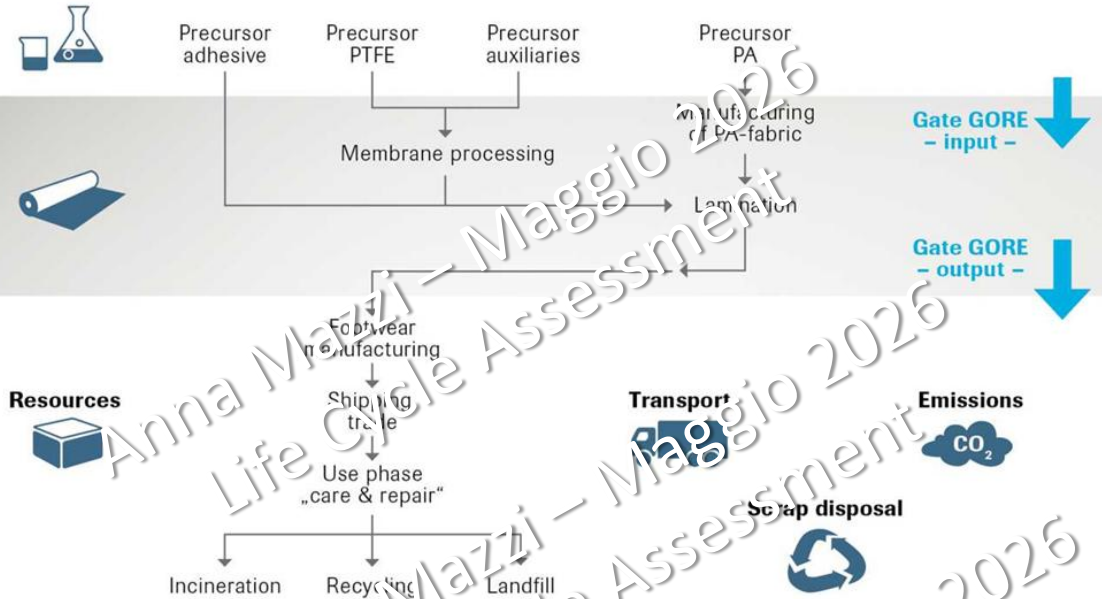 Precursor
adhesive
Precursor
PTFE
Precursor
auxiliaries
Precursor
PA
Manufacturing
of PA-fabric
Gate GORE
– input –
Membrane processing
Lamination
Gate GORE
– output –
Footwear
manufacturing
Resources
Shipping
trade
Transport
Emissions
CO2
Use phase
„care & repair“
Scrap disposal
Incineration
Recycling
Landfill
Anna Mazzi – Maggio 2026
Life Cycle Assessment
Mazzi – Maggio 2026
Cycle Assessment
2026